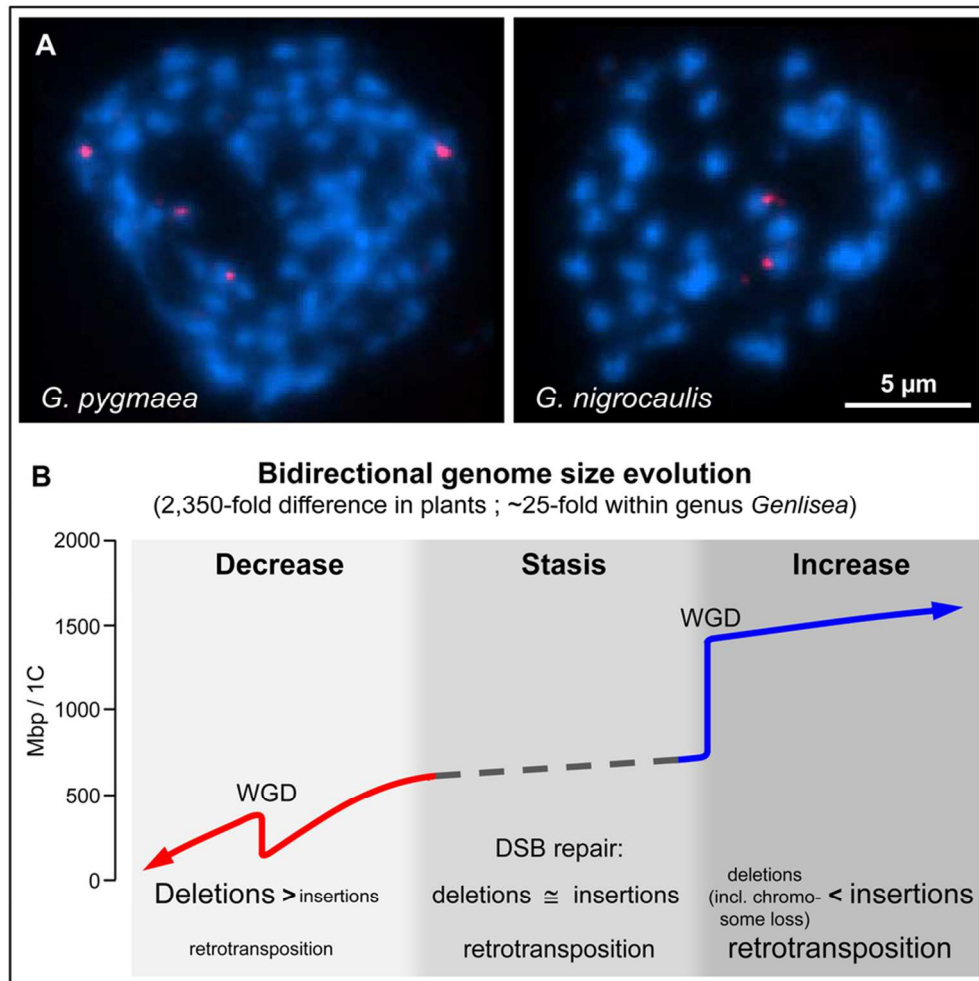 A
G. pygmaea
G. nigrocaulis
5 µm
B
Bidirectional genome size evolution
(2,350-fold difference in plants ; ~25-fold within genus Genlisea)
Mbp / 1C
2000
1500
1000
500
0
Decrease
Stasis
Increase
WGD
WGD
DSB repair:
Deletions > insertions
deletions ≅ insertions
deletions
(incl. chromo-
some loss)
< insertions
retrotransposition
retrotransposition
retrotransposition